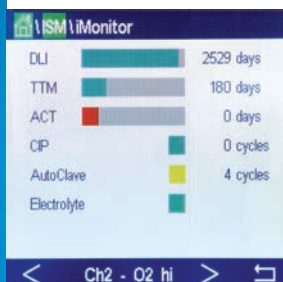 \ISM\iMonitor
DLI 2529 days
TTM 180 days
ACT 0 days
CIP 0 cycles
AutoClave 4 cycles
Electrolyte
< Ch2 - O2 hi >